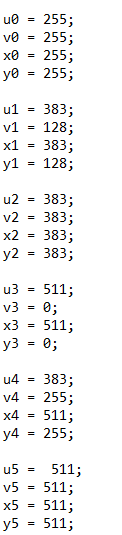 u0 = 255;
v0 = 255;
x0 = 255;
y0 = 255;

u1 = 383;
v1 = 128;
x1 = 383;
y1 = 128;

u2 = 383;
v2 = 383;
x2 = 383;
y2 = 383;

u3 = 511;
v3 = 0;
x3 = 511;
y3 = 0;

u4 = 383;
v4 = 255;
x4 = 511;
y4 = 255;

u5 =  511;
v5 = 511;
x5 = 511;
y5 = 511;